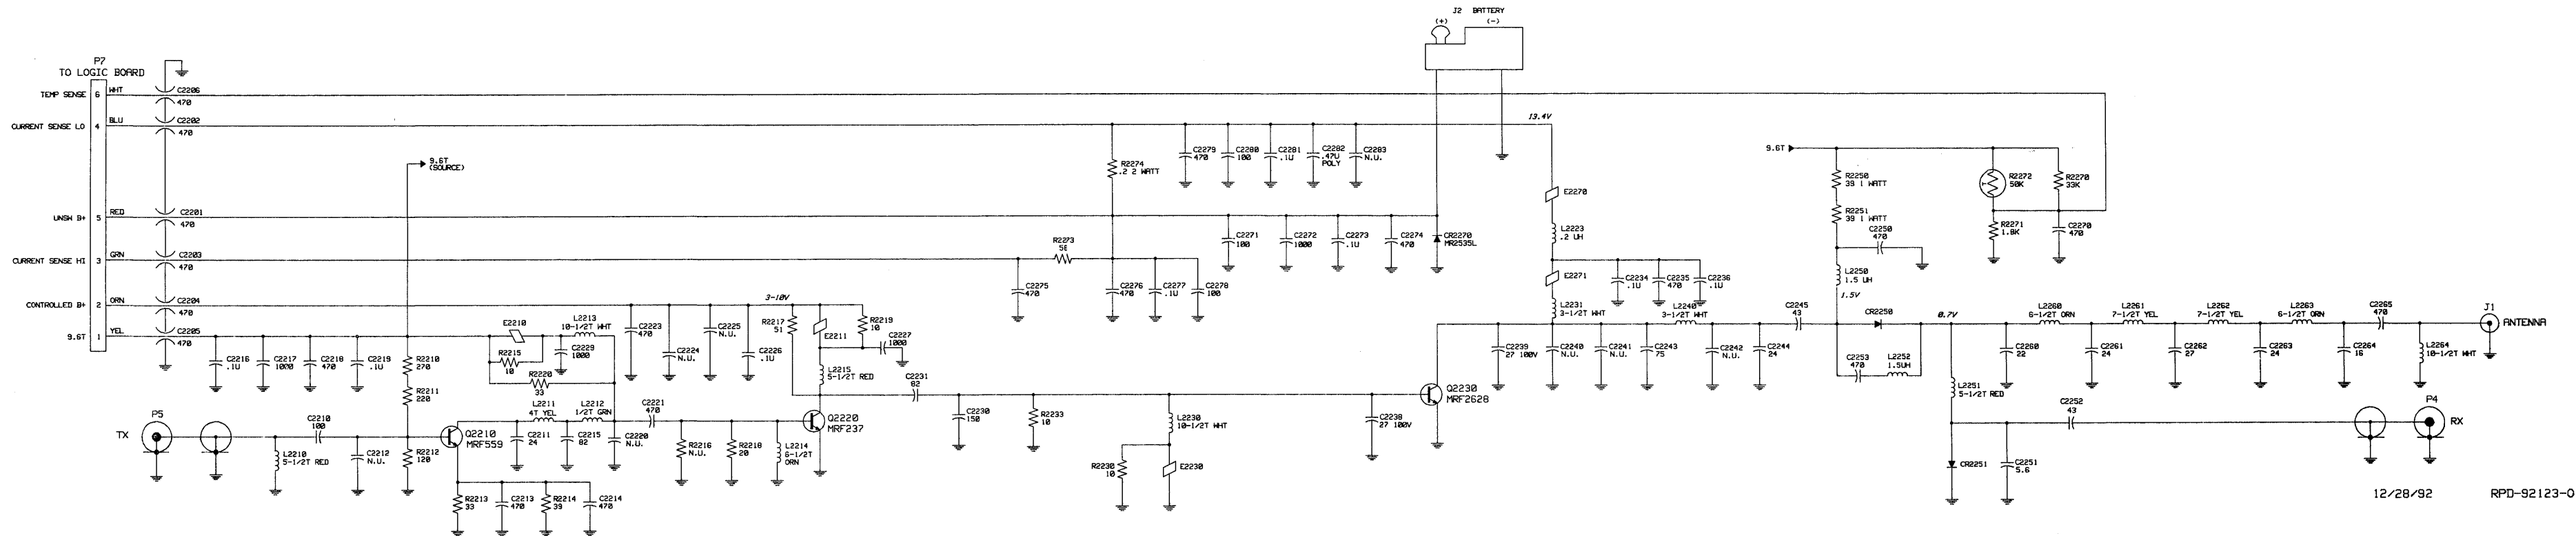 J2 BATTERY
(+) (-)
P7
TO LOGIC BOARD
TEMP SENSE 6 WHT
C2206
470
CURRENT SENSE LO 4 BLU
C2202
470
13.4V
9.6T
(SOURCE)
R2274
.2 2 WATT
C2279
470
C2280
100
C2281
.1U
C2282
.47U
POLY
C2283
N.U.
E2270
9.6T
R2250
39 1 WATT
R2272
50K
R2270
33K
UNSW B+ 5 RED
C2201
470
R2251
39 1 WATT
R2271
1.8K
C2270
470
C2271
100
C2272
1000
C2273
.1U
C2274
470
CR2270
MR2535L
L2223
.2 UH
C2250
470
CURRENT SENSE HI 3 GRN
C2203
470
R2273
C2275
470
C2276
470
C2277
.1U
C2278
100
E2271
C2234
.1U
C2235
470
C2236
.1U
L2250
1.5 UH
1.5V
CONTROLLED B+ 2 ORN
C2204
470
3-10V
9.6T 1 YEL
C2205
470
E2210
L2213
10-1/2T WHT
C2223
470
C2225
N.U.
R2217
51
E2211
R2219
10
C2227
1000
L2231
3-1/2T WHT
L2240
3-1/2T WHT
C2245
43
CR2250
0.7V
L2260
6-1/2T ORN
L2261
7-1/2T YEL
L2262
7-1/2T YEL
L2263
6-1/2T ORN
C2265
470
J1
ANTENNA
C2216
.1U
C2217
1000
C2218
470
C2219
.1U
R2210
270
R2215
10
C2229
1000
C2224
N.U.
C2226
.1U
C2239
27 100V
C2240
N.U.
C2241
N.U.
C2243
75
C2242
N.U.
C2244
24
C2253
470
L2252
1.5UH
C2260
22
C2261
24
C2262
27
C2263
24
C2264
16
L2264
10-1/2T WHT
R2211
220
R2220
33
L2215
5-1/2T RED
C2231
82
Q2230
MRF2628
L2251
5-1/2T RED
P5
TX
C2210
100
L2211
4T YEL
L2212
1/2T GRN
C2221
470
Q2220
MRF237
C2230
150
R2233
10
L2230
10-1/2T WHT
C2238
27 100V
C2252
43
P4
RX
L2210
5-1/2T RED
C2212
N.U.
R2212
120
Q2210
MRF559
C2211
24
C2215
82
C2220
N.U.
R2216
N.U.
R2218
20
L2214
6-1/2T
ORN
R2230
10
E2230
CR2251
C2251
5.6
R2213
33
C2213
470
R2214
39
C2214
470
12/28/92
RPD-92123-O